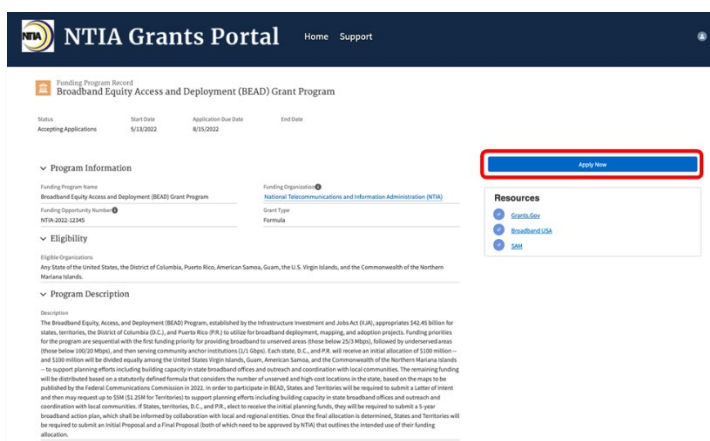 NTIA
NTIA Grants Portal
Home Support
Funding Program Record
Broadband Equity Access and Deployment (BEAD) Grant Program
Status Start Date Application Due Date End Date
Accepting Applications 5/13/2022 8/15/2022
Program Information
Funding Program Name Funding Organization
Broadband Equity Access and Deployment (BEAD) Grant Program National Telecommunications and Information Administration (NTIA)
Funding Opportunity Number Grant Type
NTIA-2022-12345 Formula
Eligibility
Eligible Organizations
Any State of the United States, the District of Columbia, Puerto Rico, American Samoa, Guam, the U.S. Virgin Islands, and the Commonwealth of the Northern
Mariana Islands.
Program Description
Description
The Broadband Equity, Access, and Deployment (BEAD) Program, established by the Infrastructure Investment and Jobs Act (IIJA), appropriates $42.45 billion for
states, territories, the District of Columbia (D.C.), and Puerto Rico (P.R.) to utilize for broadband deployment, mapping, and adoption projects. Funding priorities
for the program are sequential with the first funding priority for providing broadband to unserved areas (those below 25/3 Mbps), followed by underserved areas
(those below 100/20 Mbps), and then serving community anchor institutions (1/1 Gbps). Each state, D.C., and P.R. will receive an initial allocation of $100 million --
and $100 million will be divided equally among the United States Virgin Islands, Guam, American Samoa, and the Commonwealth of the Northern Mariana Islands
-- to support planning efforts including building capacity in state broadband offices and outreach and coordination with local communities. The remaining funding
will be distributed based on a statutorily defined formula that considers the number of unserved and high-cost locations in the state, based on the maps to be
published by the Federal Communications Commission in 2022. In order to participate in BEAD, States and Territories will be required to submit a Letter of Intent
and then may request up to $5M ($1.25M for Territories) to support planning efforts including building capacity in state broadband offices and outreach and
coordination with local communities. If States, territories, D.C., and P.R., elect to receive the initial planning funds, they will be required to submit a 5-year
broadband action plan, which shall be informed by collaboration with local and regional entities. Once the final allocation is determined, States and Territories will
be required to submit an Initial Proposal and a Final Proposal (both of which need to be approved by NTIA) that outlines the intended use of their funding
allocation.
Apply Now
Resources
Grants.Gov
Broadband USA
SAM